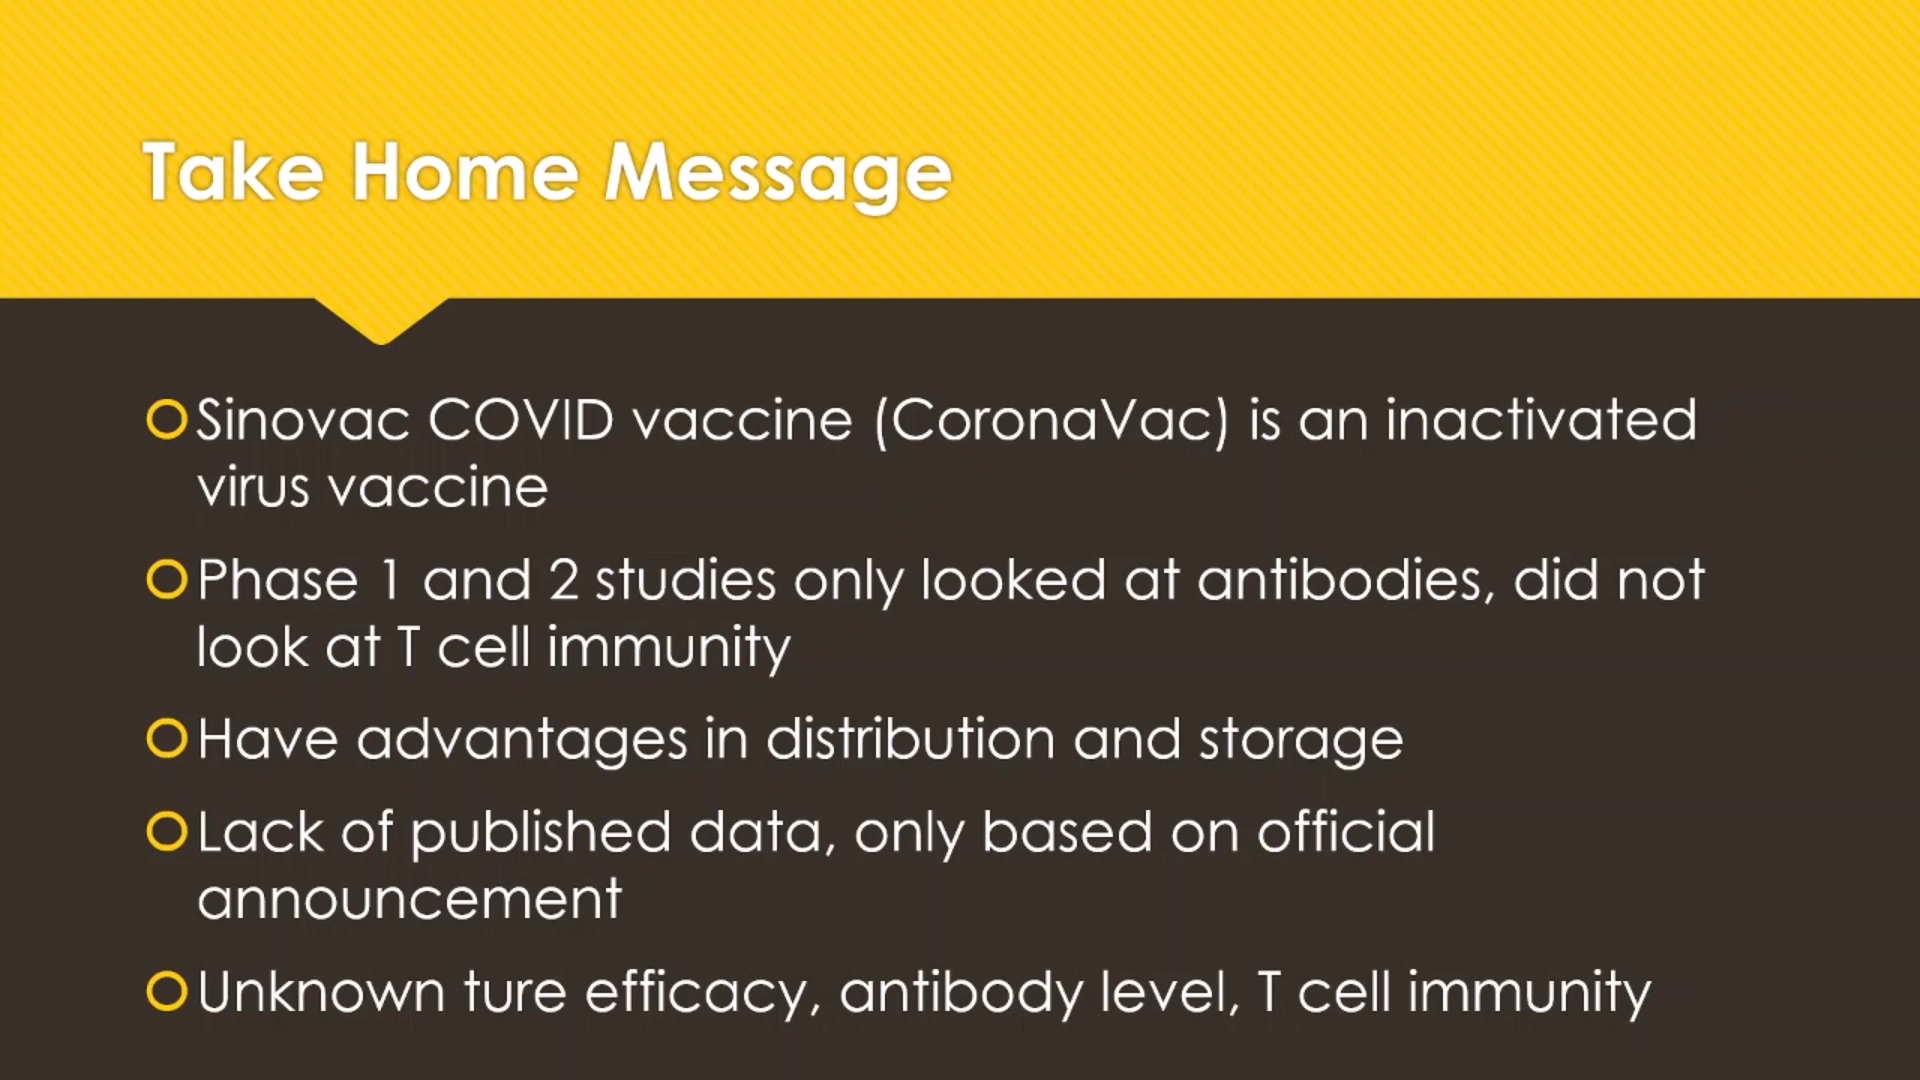 Take Home Message
Sinovac COVID vaccine (CoronaVac) is an inactivated
virus vaccine
Phase 1 and 2 studies only looked at antibodies, did not
look at T cell immunity
Have advantages in distribution and storage
Lack of published data, only based on official
announcement
Unknown ture efficacy, antibody level, T cell immunity